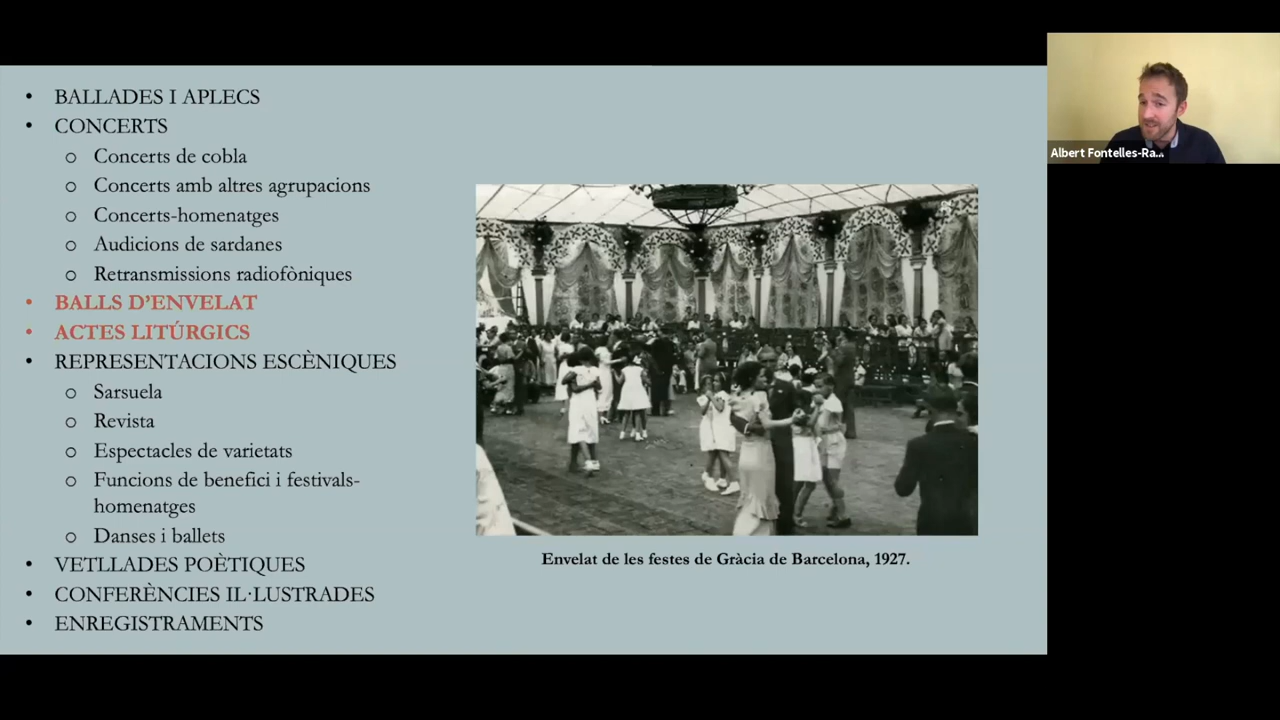 • BALLADES I APLECS
• CONCERTS
o Concerts de cobla
o Concerts amb altres agrupacions
o Concerts-homenatges
o Audicions de sardanes
o Retransmissions radiofòniques
• BALLS D’ENVELAT
• ACTES LITÚRGICS
• REPRESENTACIONS ESCÈNIQUES
o Sarsuela
o Revista
o Espectacles de varietats
o Funcions de benefici i festivals-
homenatges
o Danses i ballets
• VETLLADES POÈTIQUES
• CONFERÈNCIES IL·LUSTRADES
• ENREGISTRAMENTS
Envelat de les festes de Gràcia de Barcelona, 1927.
Albert Fontelles-Ra...